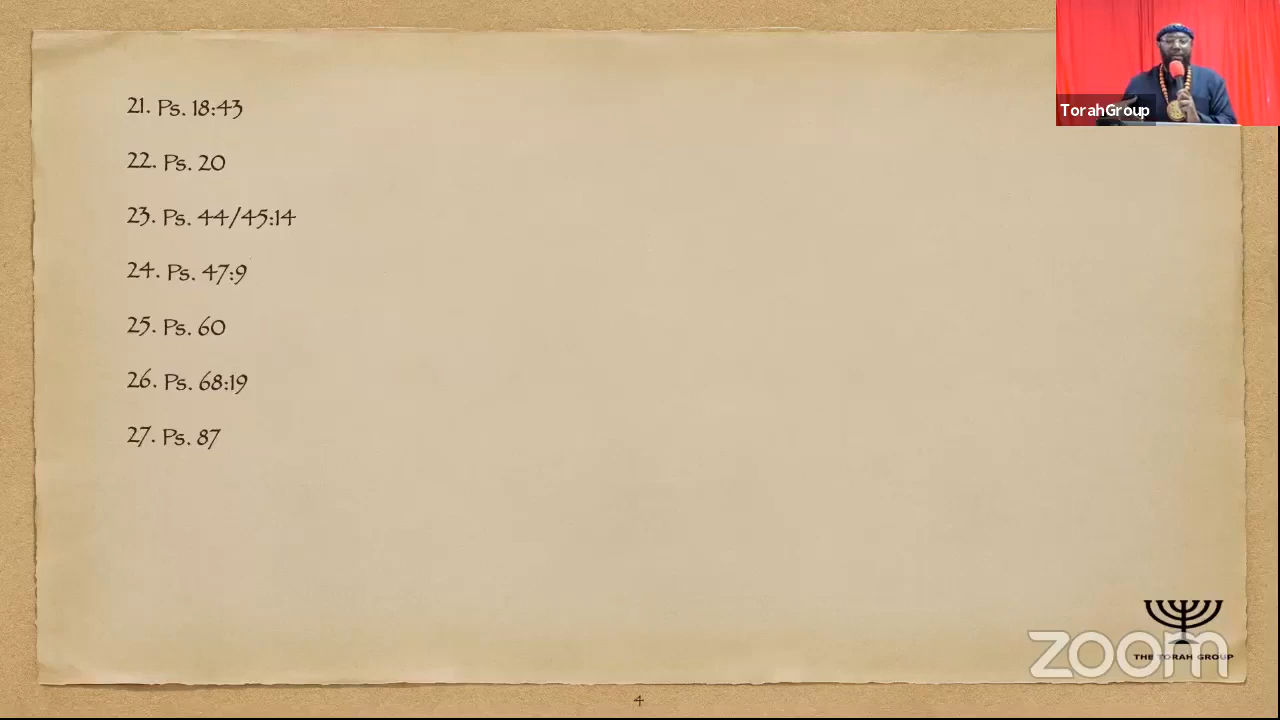 TorahGroup
21. Ps. 18:43
22. Ps. 20
23. Ps. 44/45:14
24. Ps. 47:9
25. Ps. 60
26. Ps. 68:19
27. Ps. 87
zoom
THE TORAH GROUP
4